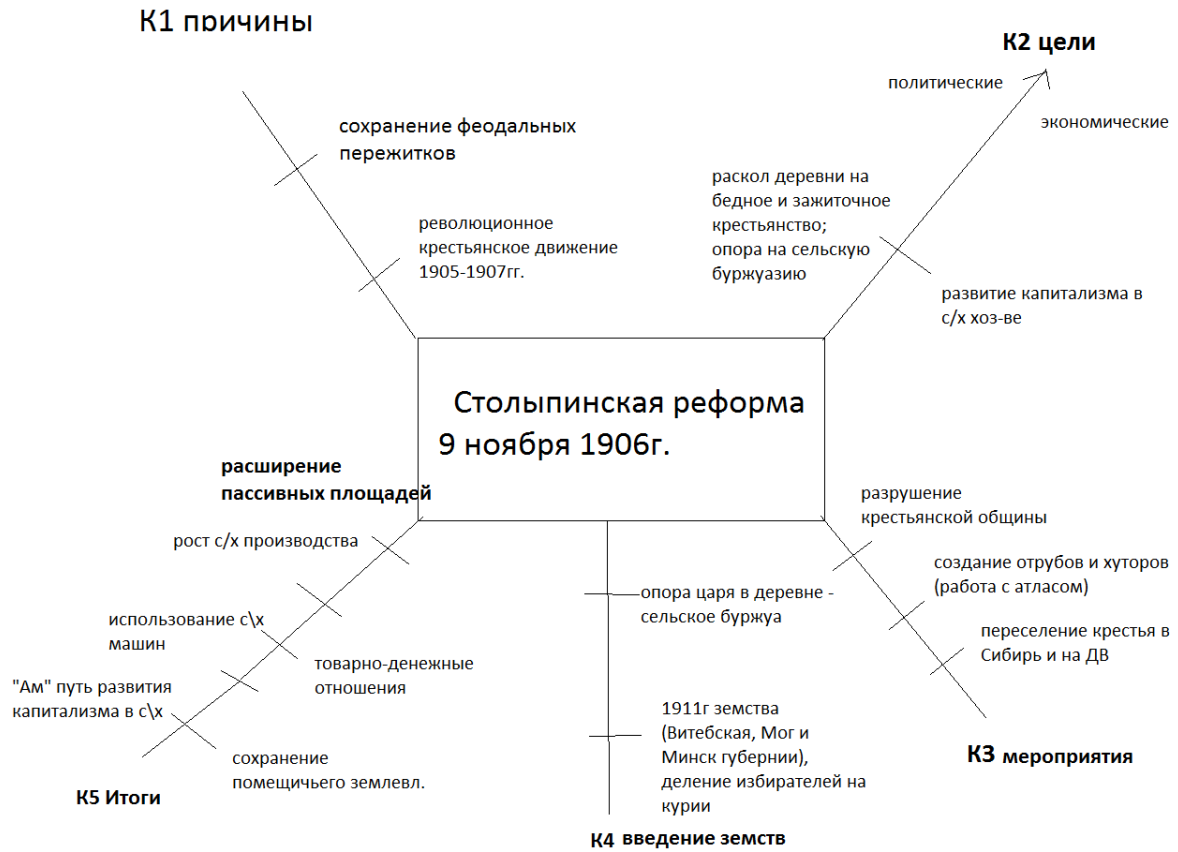 К1 причины
сохранение феодальных
пережитков
революционное
крестьянское движение
1905-1907гг.
К2 цели
политические
экономические
раскол деревни на
бедное и зажиточное
крестьянство;
опора на сельскую
буржуазию
развитие капитализма в
с/х хоз-ве
Столыпинская реформа
9 ноября 1906г.
разрушение
крестьянской общины
создание отрубов и хуторов
(работа с атласом)
переселение крестья в
Сибирь и на ДВ
К3 мероприятия
опора царя в деревне -
сельское буржуа
1911г земства
(Витебская, Мог и
Минск губернии),
деление избирателей на
курии
К4 введение земств
расширение
пассивных площадей
рост с/х производства
использование с\х
машин
товарно-денежные
отношения
"Ам" путь развития
капитализма в с\х
сохранение
помещичьего землевл.
К5 Итоги